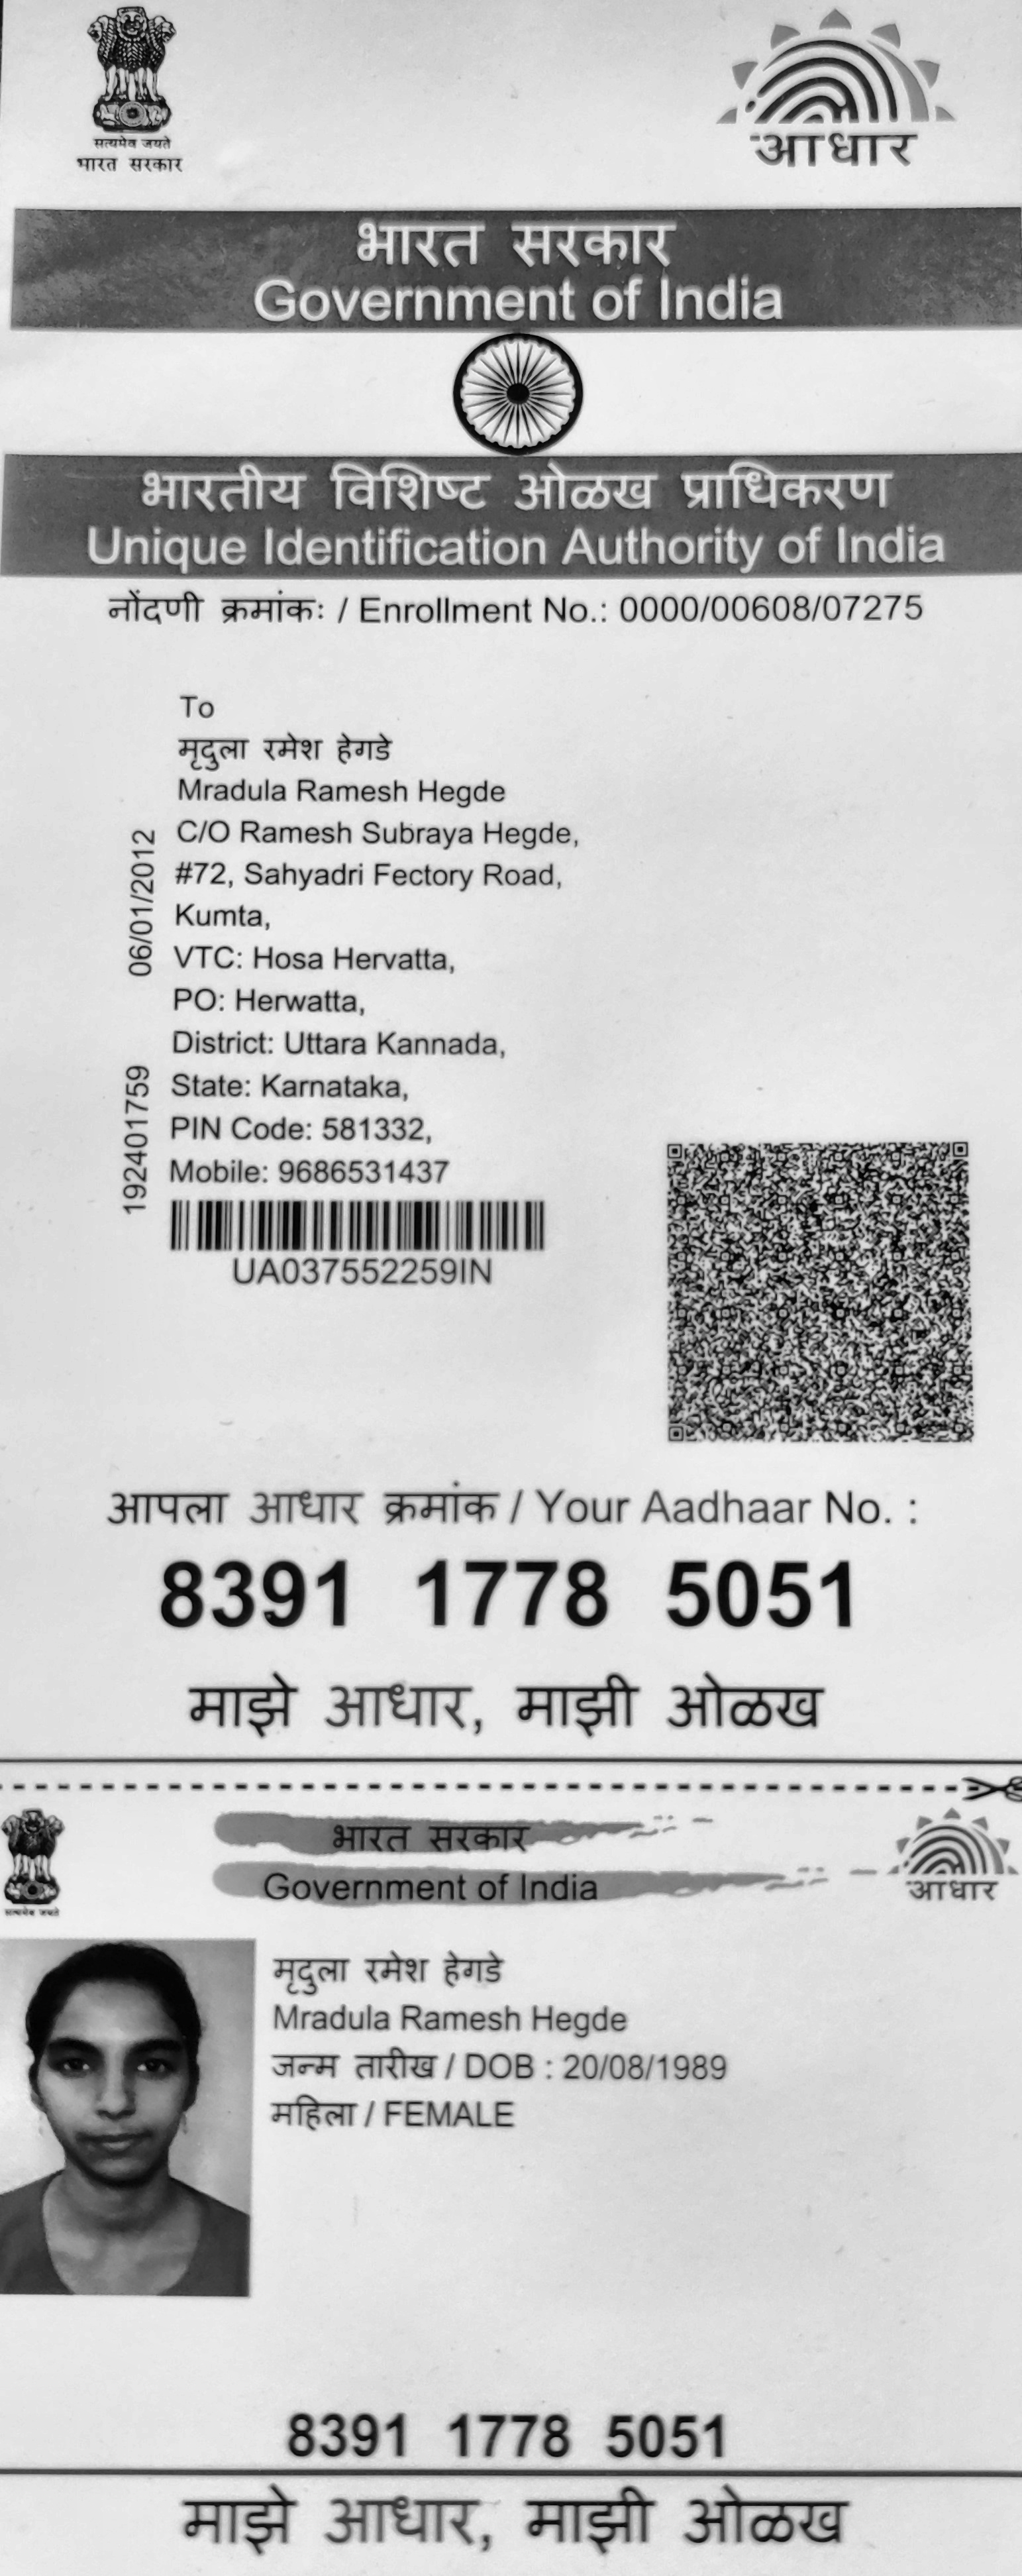 सत्यमेव जयते
भारत सरकार
आधार
भारत सरकार
Government of India
भारतीय विशिष्ट ओळख प्राधिकरण
Unique Identification Authority of India
नोंदणी क्रमांकः / Enrollment No.: 0000/00608/07275
To
मृदुला रमेश हेगडे
Mradula Ramesh Hegde
C/O Ramesh Subraya Hegde,
#72, Sahyadri Fectory Road,
Kumta,
VTC: Hosa Hervatta,
PO: Herwatta,
District: Uttara Kannada,
State: Karnataka,
PIN Code: 581332,
Mobile: 9686531437
192401759 06/01/2012
UA037552259IN
आपला आधार क्रमांक / Your Aadhaar No. :
8391 1778 5051
माझे आधार, माझी ओळख
सत्यमेव जयते
भारत सरकार
Government of India
आधार
मृदुला रमेश हेगडे
Mradula Ramesh Hegde
जन्म तारीख / DOB : 20/08/1989
महिला / FEMALE
8391 1778 5051
माझे आधार, माझी ओळख